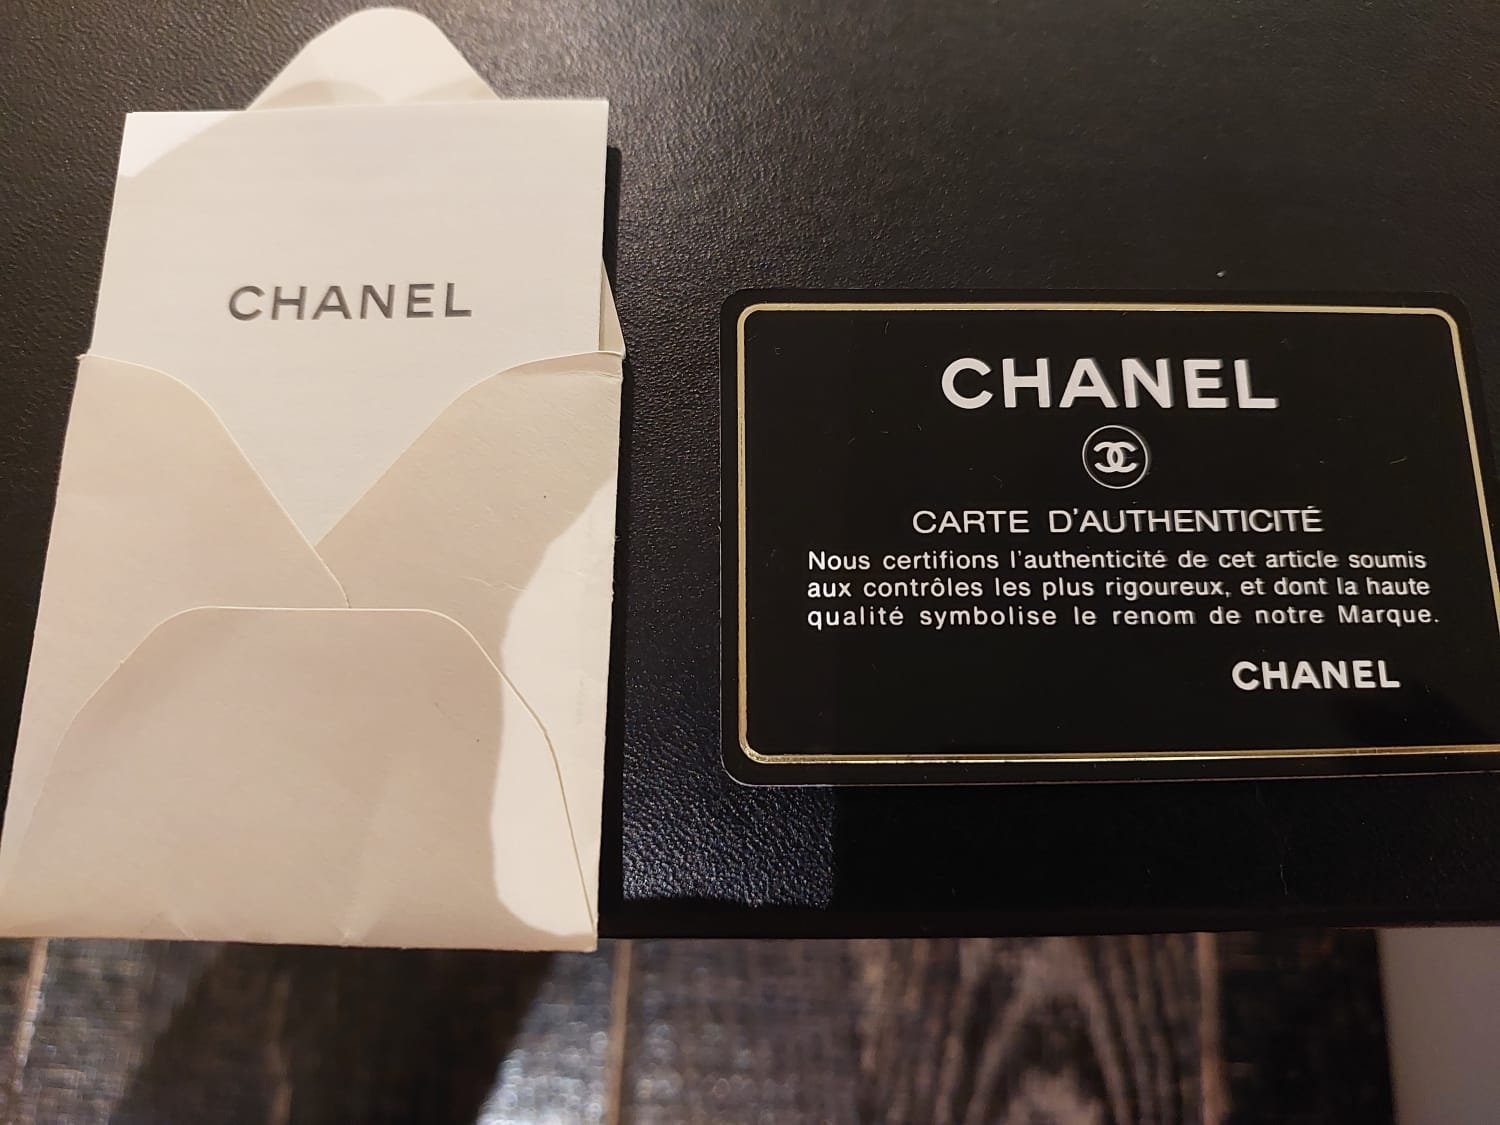 CHANEL
CHANEL
CARTE D'AUTHENTICITÉ
Nous certifions l'authenticité de cet article soumis
aux contrôles les plus rigoureux, et dont la haute
qualité symbolise le renom de notre Marque.
CHANEL